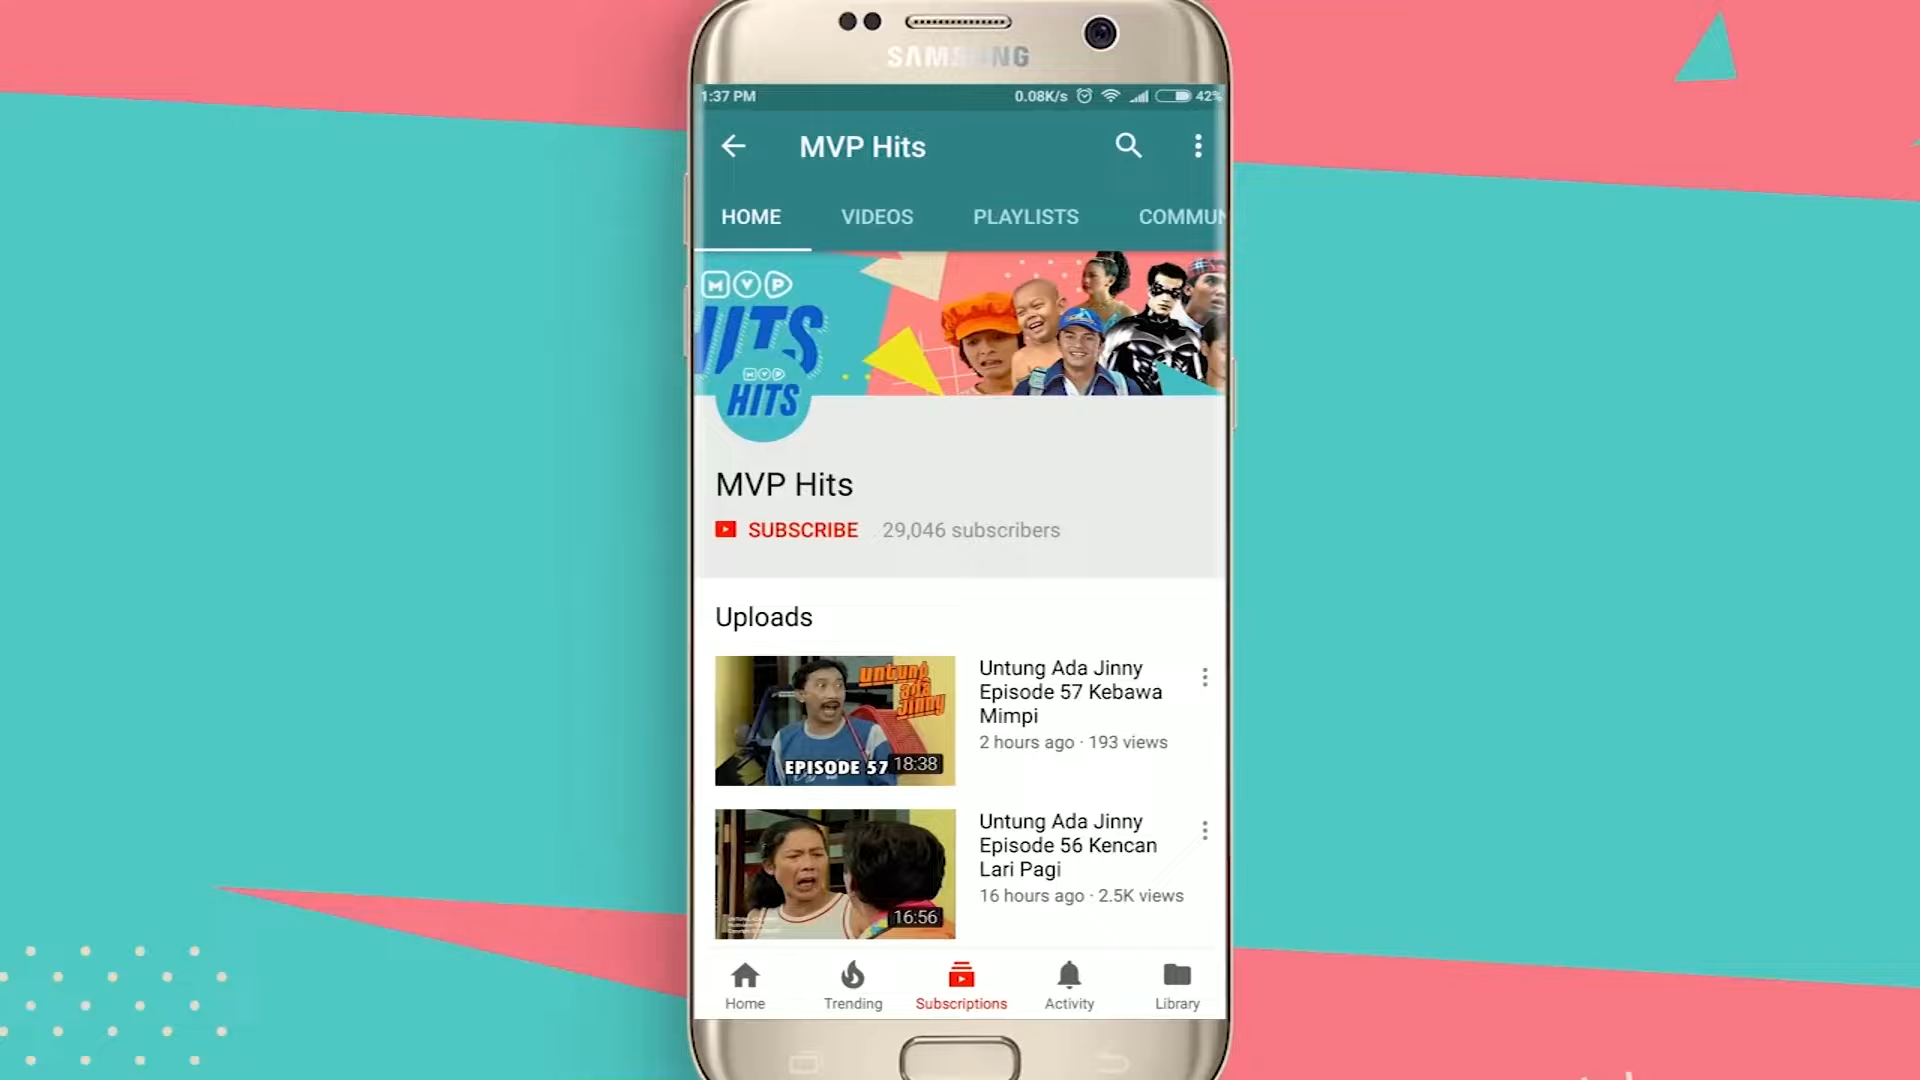 SAMSUNG
1:37 PM 0.08K/s 42%
MVP Hits
HOME VIDEOS PLAYLISTS COMMUN
MVP
HITS
MVP
HITS
MVP Hits
SUBSCRIBE 29,046 subscribers
Uploads
untung
ada
Jinny
EPISODE 57 18:38
Untung Ada Jinny
Episode 57 Kebawa
Mimpi
2 hours ago · 193 views
16:56
Untung Ada Jinny
Episode 56 Kencan
Lari Pagi
16 hours ago · 2.5K views
Home Trending Subscriptions Activity Library